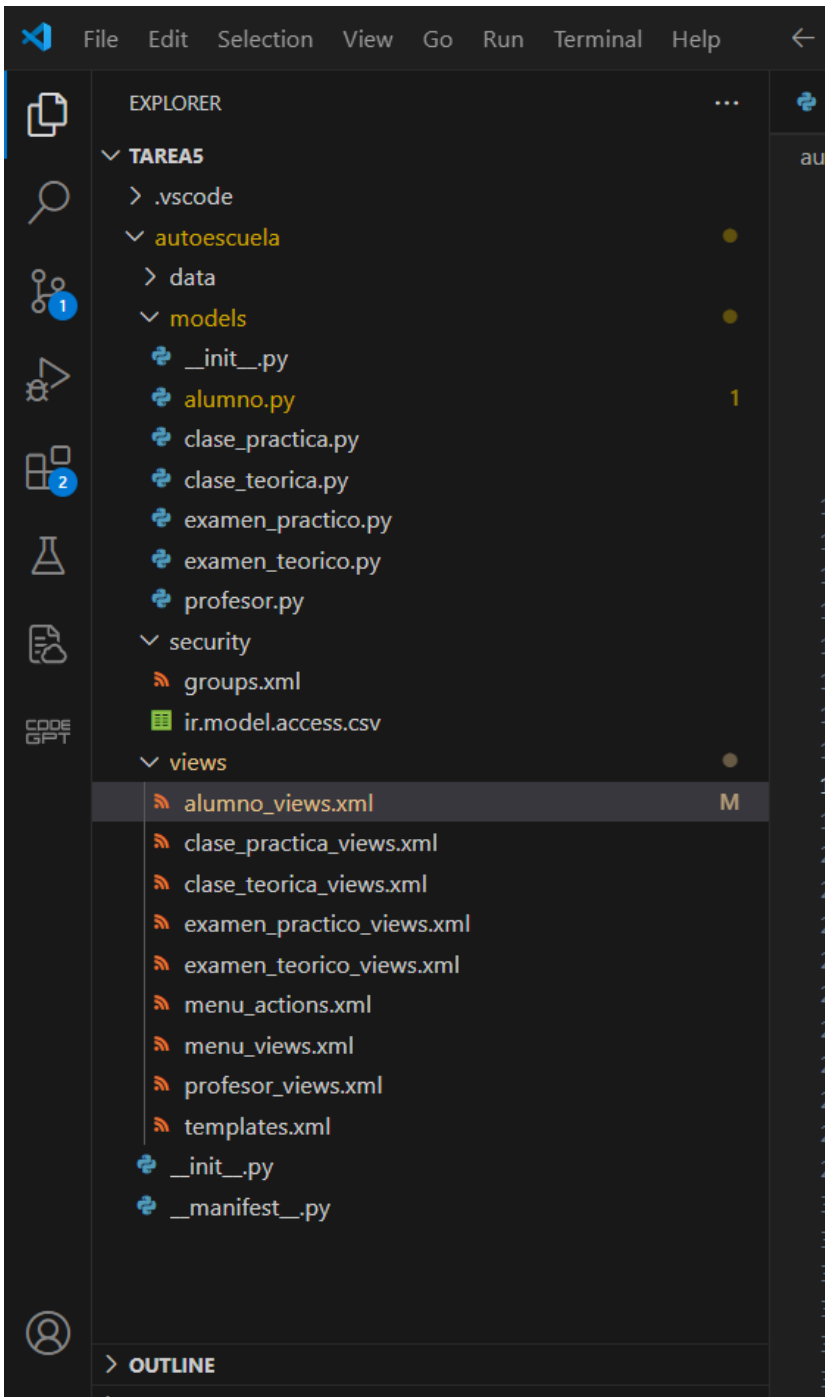 File Edit Selection View Go Run Terminal Help
EXPLORER
au
TAREA5
.vscode
autoescuela
data
1
models
__init__.py
alumno.py 1
clase_practica.py
2
clase_teorica.py
examen_practico.py
examen_teorico.py
profesor.py
security
groups.xml
CODE
GPT
ir.model.access.csv
views
alumno_views.xml M
clase_practica_views.xml
clase_teorica_views.xml
examen_practico_views.xml
examen_teorico_views.xml
menu_actions.xml
menu_views.xml
profesor_views.xml
templates.xml
__init__.py
__manifest__.py
OUTLINE